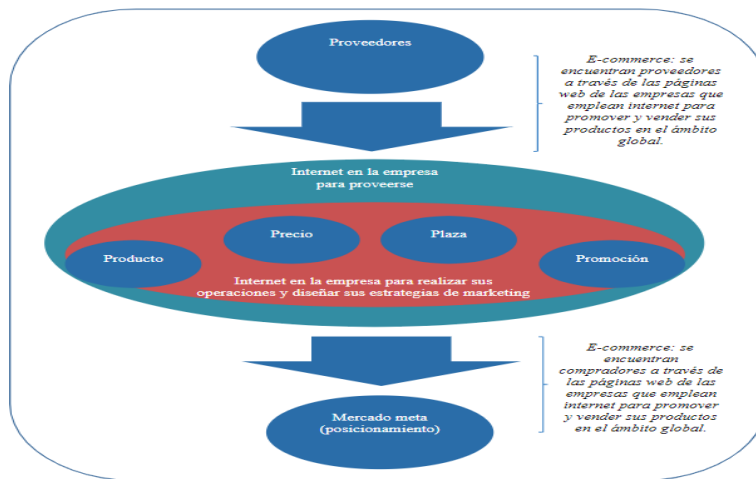 Proveedores
E-commerce: se
encuentran proveedores
a través de las páginas
web de las empresas que
emplean internet para
promover y vender sus
productos en el ámbito
global.
Internet en la empresa
para proveerse
Precio
Plaza
Producto
Promoción
Internet en la empresa para realizar sus
operaciones y diseñar sus estrategias de marketing
E-commerce: se
encuentran
compradores a través de
las páginas web de las
empresas que emplean
internet para promover
y vender sus productos
en el ámbito global.
Mercado meta
(posicionamiento)